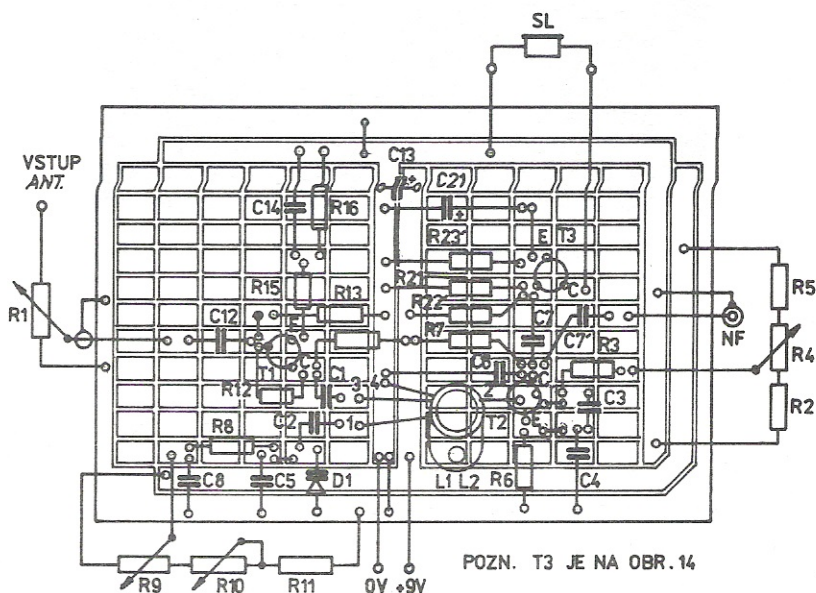 SL
VSTUP
ANT.
C13
+
C21
+
C14
R16
R23'
E T3
R15
R13
R21
C
R5
R1
R22
C12
E
R7
C7
C7'
NF
R4
R3
T1
C
C6
R12
C1
3-4
2
C
C2
1
T2
E
C3
R2
R8
C8
C5
D1
L1 L2
R6
C4
R9
R10
R11
0V +9V
POZN. T3 JE NA OBR.14